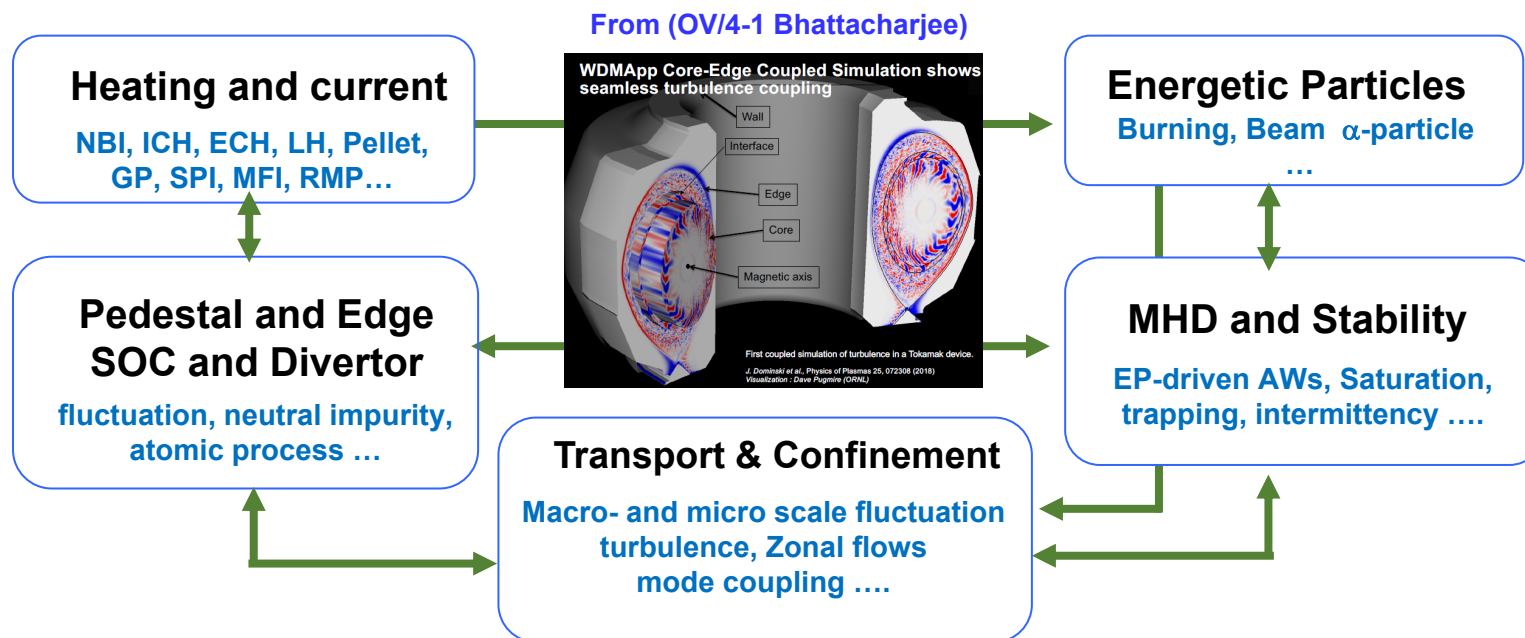 From (OV/4-1 Bhattacharjee)
Heating and current
NBI, ICH, ECH, LH, Pellet,
GP, SPI, MFI, RMP…
WDMApp Core-Edge Coupled Simulation shows
seamless turbulence coupling
Wall
Interface
Edge
Core
Magnetic axis
First coupled simulation of turbulence in a Tokamak device.
J. Dominski et al., Physics of Plasmas 25, 072308 (2018)
Visualization : Dave Pugmire (ORNL)
Energetic Particles
Burning, Beam α-particle
…
Pedestal and Edge
SOC and Divertor
fluctuation, neutral impurity,
atomic process …
MHD and Stability
EP-driven AWs, Saturation,
trapping, intermittency ….
Transport & Confinement
Macro- and micro scale fluctuation
turbulence, Zonal flows
mode coupling ….